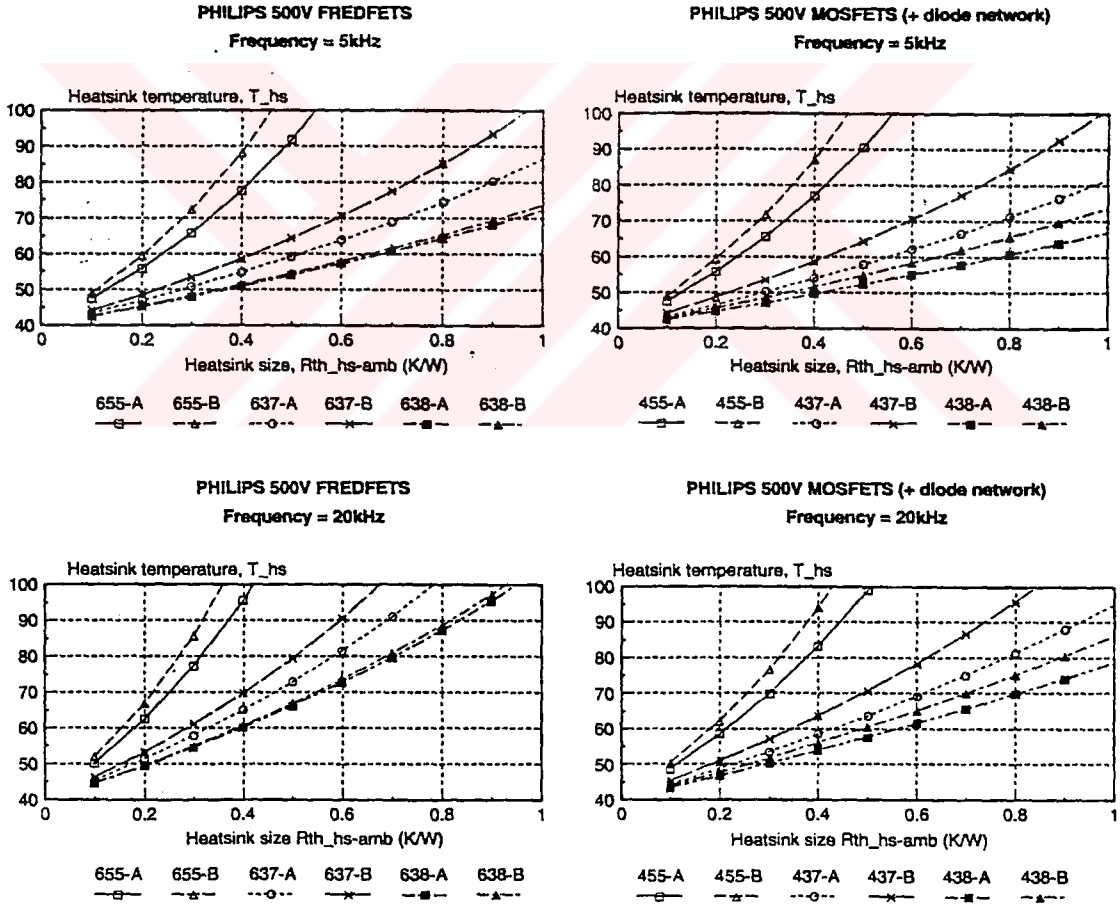 PHILIPS 500V FREDFETS
Frequency = 5kHz
Heatsink temperature, T_hs
100
90
80
70
60
50
40
0
0.2
0.4
0.6
0.8
1
Heatsink size, Rth_hs-amb (K/W)
655-A 655-B 637-A 637-B 638-A 638-B
PHILIPS 500V MOSFETS (+ diode network)
Frequency = 5kHz
Heatsink temperature, T_hs
100
90
80
70
60
50
40
0
0.2
0.4
0.6
0.8
1
Heatsink size, Rth_hs-amb (K/W)
455-A 455-B 437-A 437-B 438-A 438-B
PHILIPS 500V FREDFETS
Frequency = 20kHz
Heatsink temperature, T_hs
100
90
80
70
60
50
40
0
0.2
0.4
0.6
0.8
1
Heatsink size Rth_hs-amb (K/W)
655-A 655-B 637-A 637-B 638-A 638-B
PHILIPS 500V MOSFETS (+ diode network)
Frequency = 20kHz
Heatsink temperature, T_hs
100
90
80
70
60
50
40
0
0.2
0.4
0.6
0.8
1
Heatsink size Rth_hs-amb (K/W)
455-A 455-B 437-A 437-B 438-A 438-B